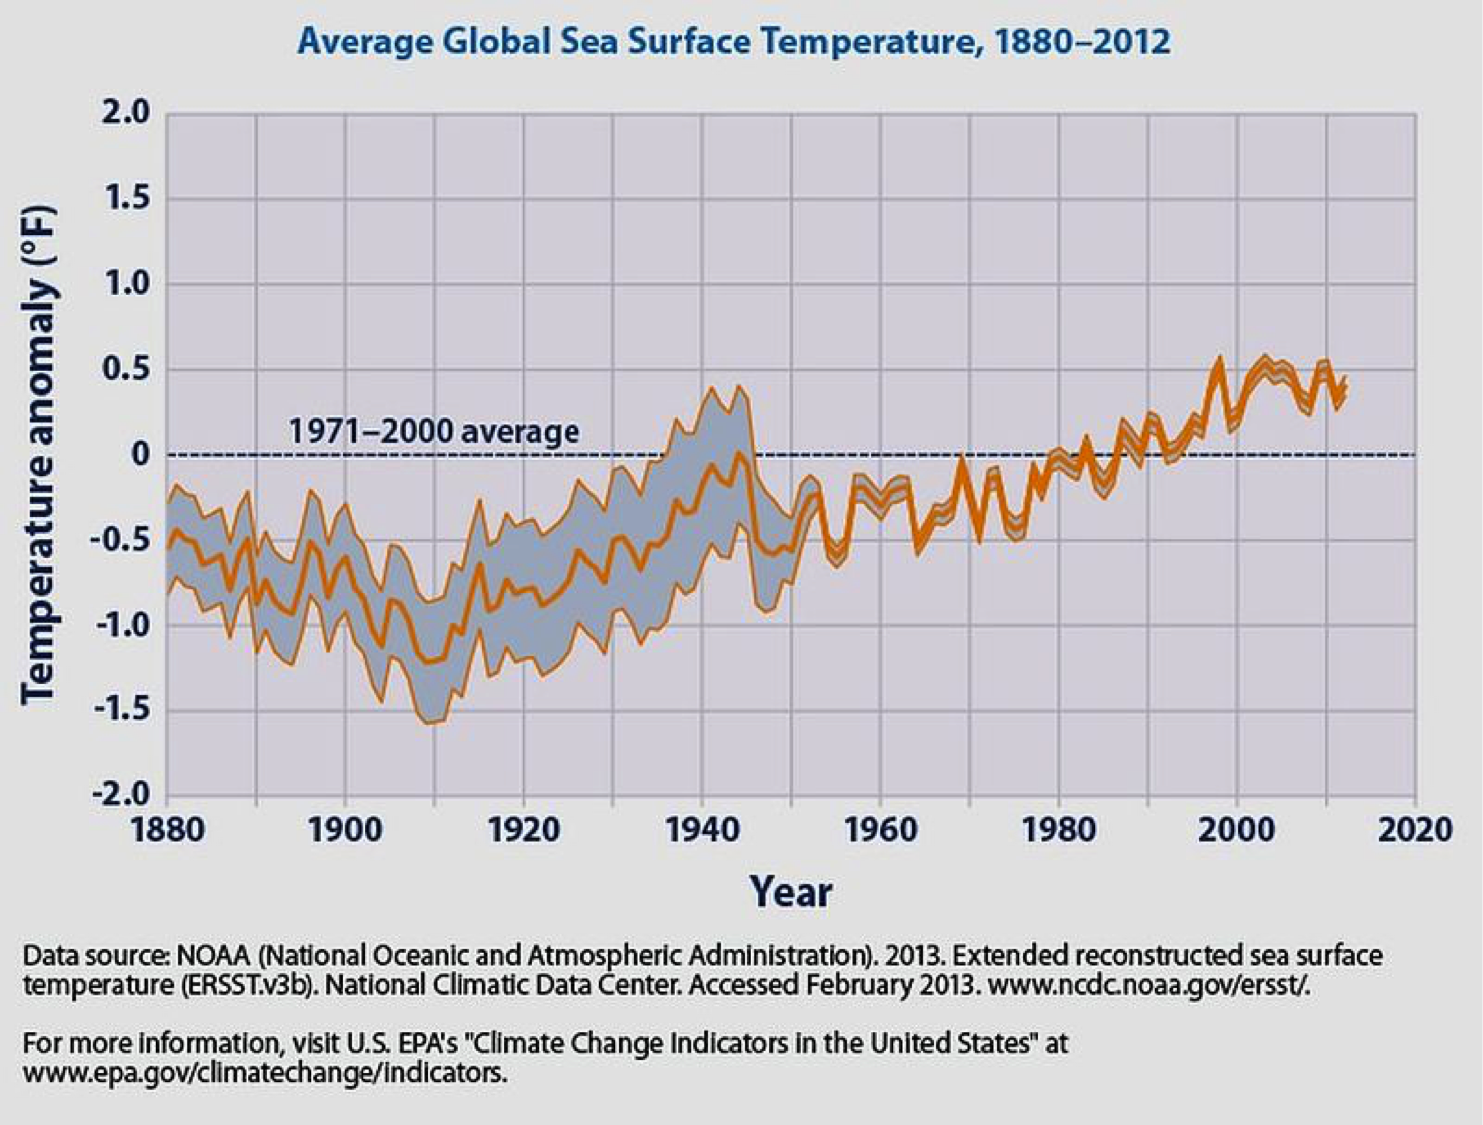 Average Global Sea Surface Temperature, 1880–2012
2.0
1.5
1.0
0.5
0
-0.5
-1.0
-1.5
-2.0
Temperature anomaly (°F)
1971–2000 average
1880 1900 1920 1940 1960 1980 2000 2020
Year
Data source: NOAA (National Oceanic and Atmospheric Administration). 2013. Extended reconstructed sea surface
temperature (ERSST.v3b). National Climatic Data Center. Accessed February 2013. www.ncdc.noaa.gov/ersst/.
For more information, visit U.S. EPA's "Climate Change Indicators in the United States" at
www.epa.gov/climatechange/indicators.